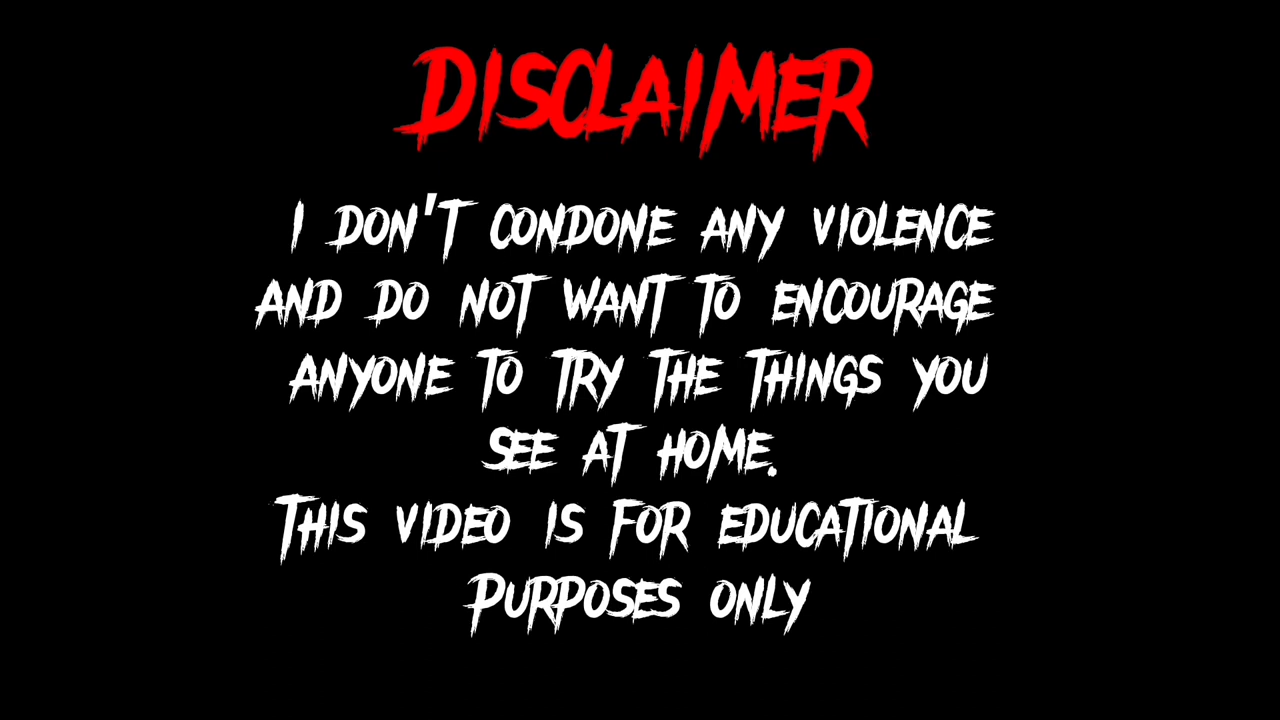 DISCLAIMER
I DON'T CONDONE ANY VIOLENCE
AND DO NOT WANT TO ENCOURAGE
ANYONE TO TRY THE THINGS YOU
SEE AT HOME.
THIS VIDEO IS FOR EDUCATIONAL
PURPOSES ONLY